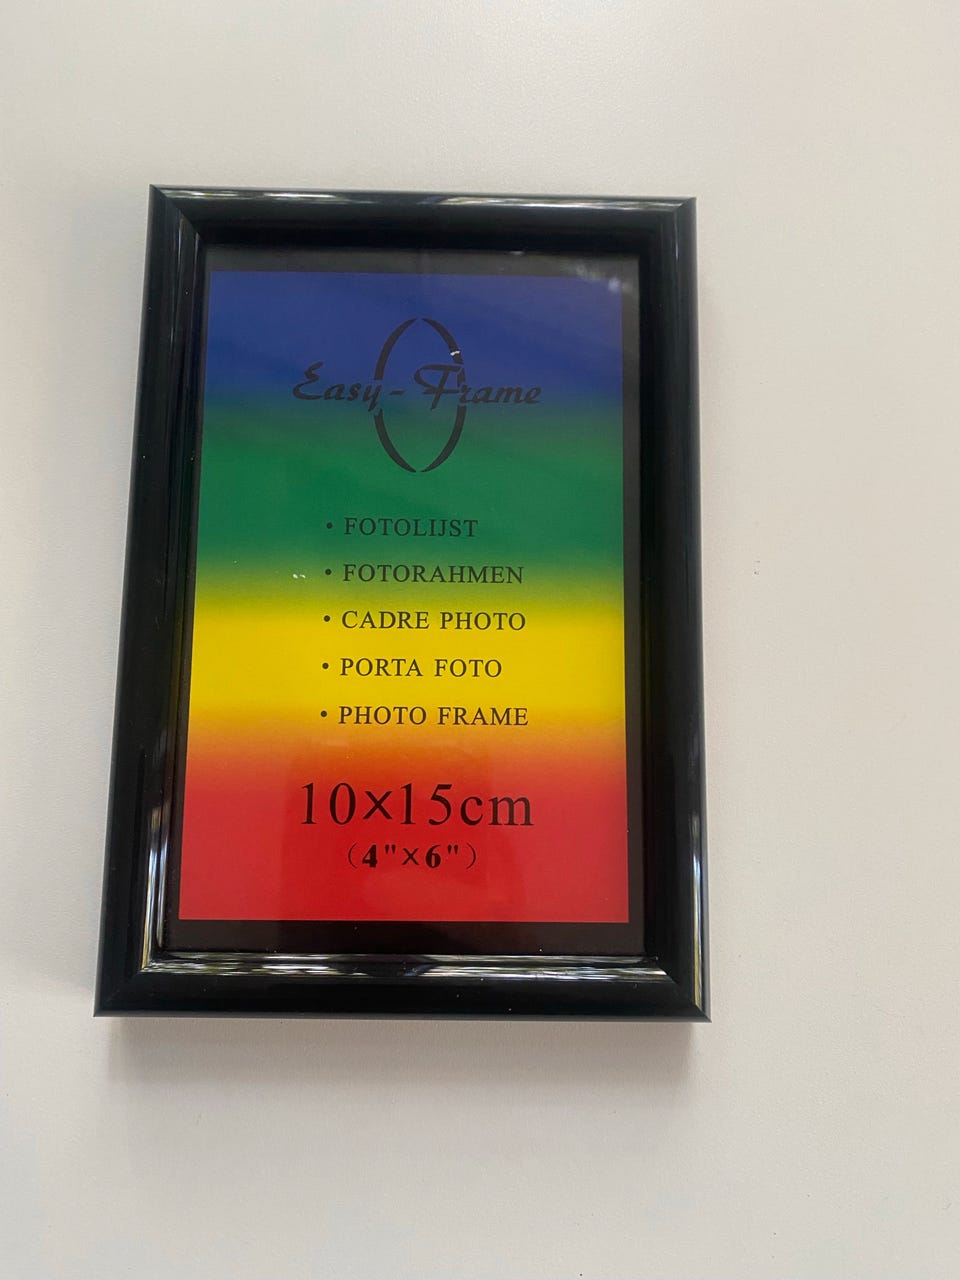 Easy-Frame
• FOTOLIJST
• FOTORAHMEN
• CADRE PHOTO
• PORTA FOTO
• PHOTO FRAME
10×15cm
(4"×6")